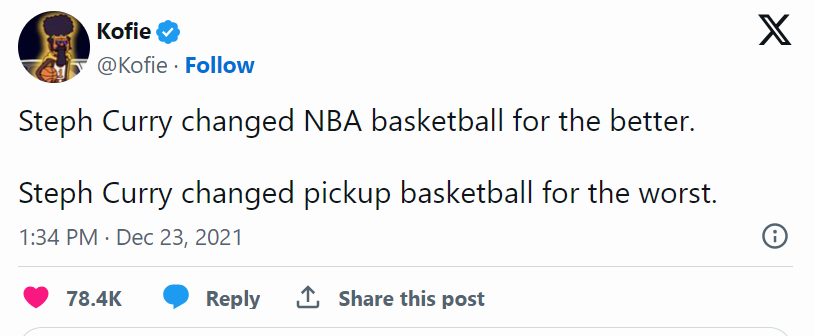 Kofie
@Kofie · Follow
Steph Curry changed NBA basketball for the better.
Steph Curry changed pickup basketball for the worst.
1:34 PM · Dec 23, 2021
78.4K Reply Share this post